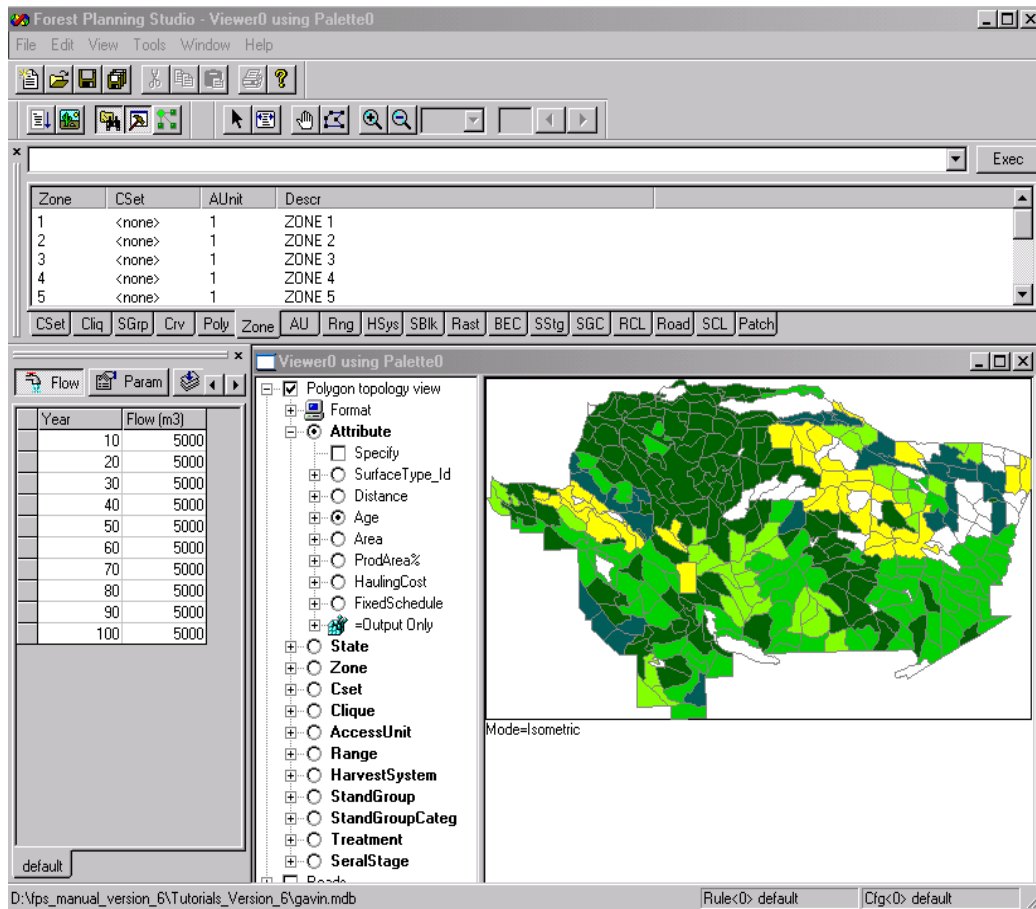 Forest Planning Studio - Viewer0 using Palette0
File Edit View Tools Window Help
Exec
Zone CSet AUnit Descr
1 <none> 1 ZONE 1
2 <none> 1 ZONE 2
3 <none> 1 ZONE 3
4 <none> 1 ZONE 4
5 <none> 1 ZONE 5
CSet Cliq SGrp Crv Poly Zone AU Rng HSys SBlk Rast BEC SStg SGC RCL Road SCL Patch
Flow Param
Year Flow (m3)
10 5000
20 5000
30 5000
40 5000
50 5000
60 5000
70 5000
80 5000
90 5000
100 5000
default
Viewer0 using Palette0
Polygon topology view
Format
Attribute
Specify
SurfaceType_Id
Distance
Age
Area
ProdArea%
HaulingCost
FixedSchedule
=Output Only
State
Zone
Cset
Clique
AccessUnit
Range
HarvestSystem
StandGroup
StandGroupCateg
Treatment
SeralStage
Mode=Isometric
D:\fps_manual_version_6\Tutorials_Version_6\gavin.mdb
Rule<0> default
Cfg<0> default